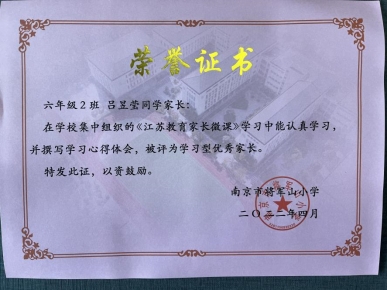 荣誉证书
六年级2班 吕昱莹同学家长：
在学校集中组织的《江苏教育家长微课》学习中能认真学习，
并撰写学习心得体会，被评为学习型优秀家长。
特发此证，以资鼓励。
南京市将军山小学
二〇二二年四月